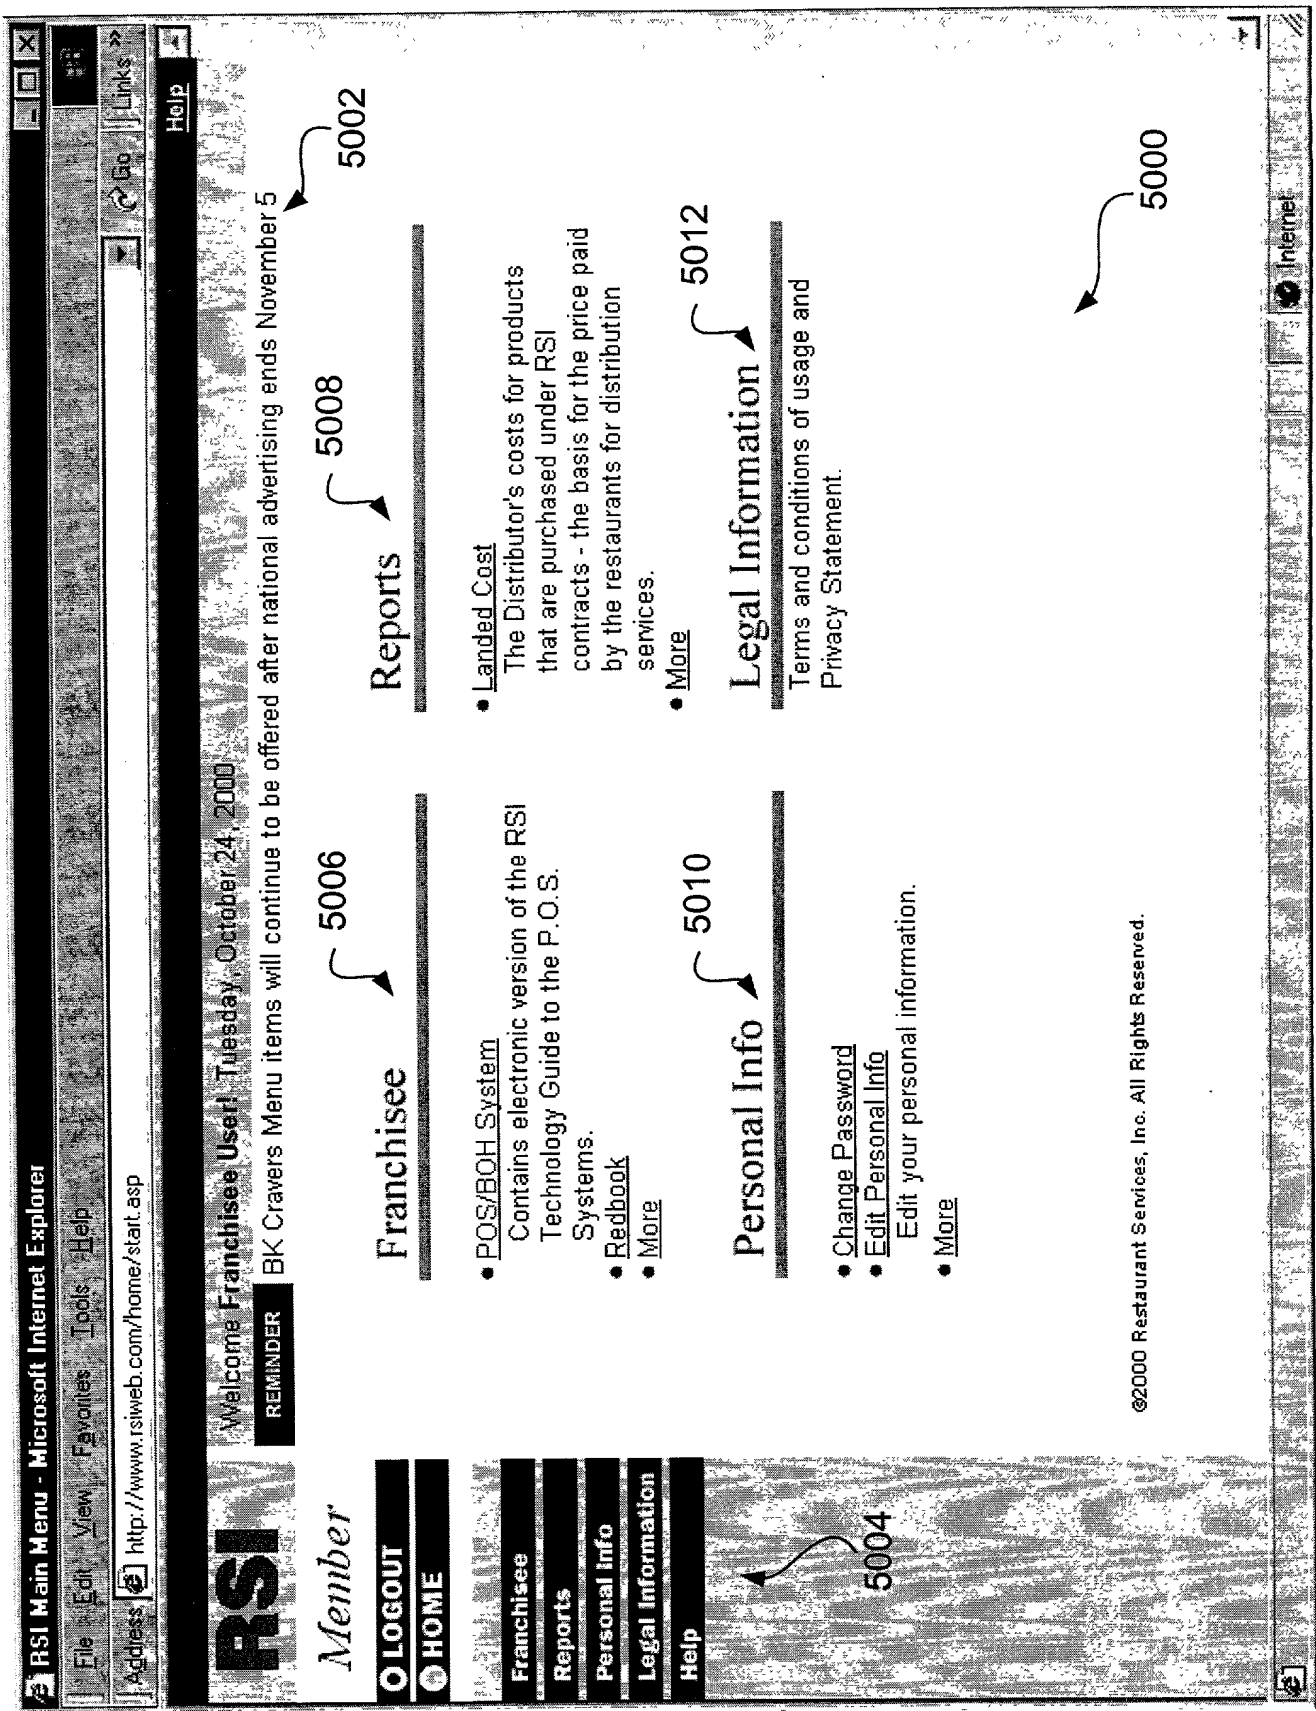 RSI Main Menu - Microsoft Internet Explorer
File Edit View Favorites Tools Help
Address http://www.rsiweb.com/home/start.asp Go Links »
Help
RSI
Welcome Franchisee User! Tuesday, October 24, 2000
REMINDER BK Cravers Menu items will continue to be offered after national advertising ends November 5
5002
Member
LOGOUT
HOME
Franchisee
Reports
Personal Info
Legal Information
Help
5004
5006
Franchisee
• POS/BOH System
Contains electronic version of the RSI
Technology Guide to the P.O.S.
Systems.
• Redbook
• More
5008
Reports
• Landed Cost
The Distributor's costs for products
that are purchased under RSI
contracts - the basis for the price paid
by the restaurants for distribution
services.
• More
5010
Personal Info
• Change Password
• Edit Personal Info
Edit your personal information.
• More
5012
Legal Information
Terms and conditions of usage and
Privacy Statement.
©2000 Restaurant Services, Inc. All Rights Reserved.
5000
Internet